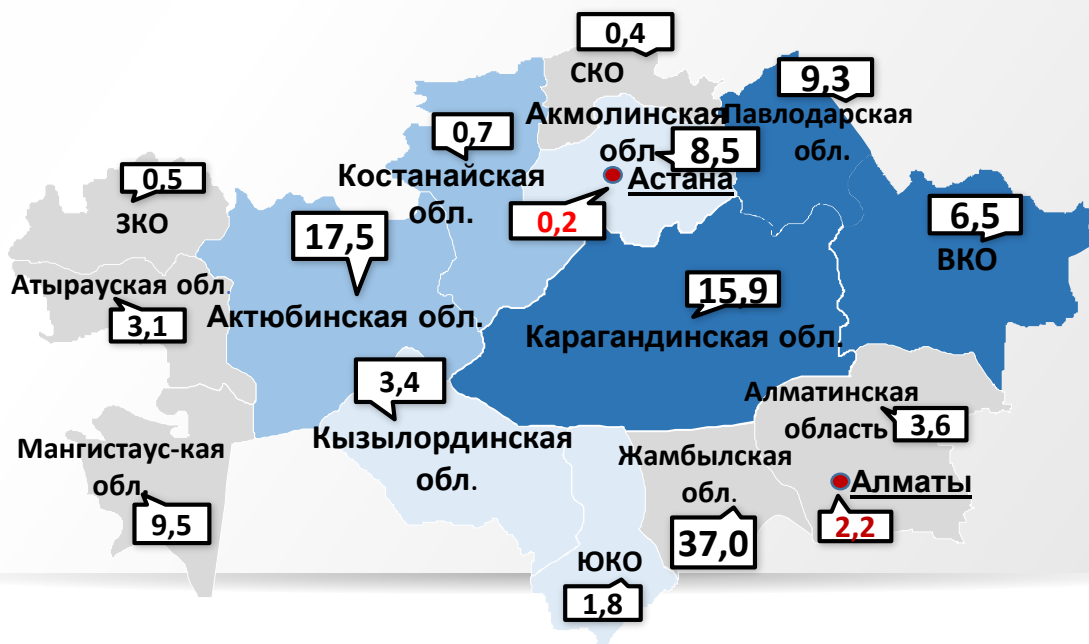 0,4
СКО
9,3
Павлодарская
обл.
Акмолинская
обл
8,5
Астана
0,2
0,7
Костанайская
обл.
0,5
ЗКО
17,5
Актюбинская обл.
Атырауская обл.
3,1
6,5
ВКО
15,9
Карагандинская обл.
3,4
Кызылординская
обл.
Алматинская
область
3,6
Мангистаус-кая
обл.
9,5
Жамбылская
обл.
37,0
Алматы
2,2
ЮКО
1,8